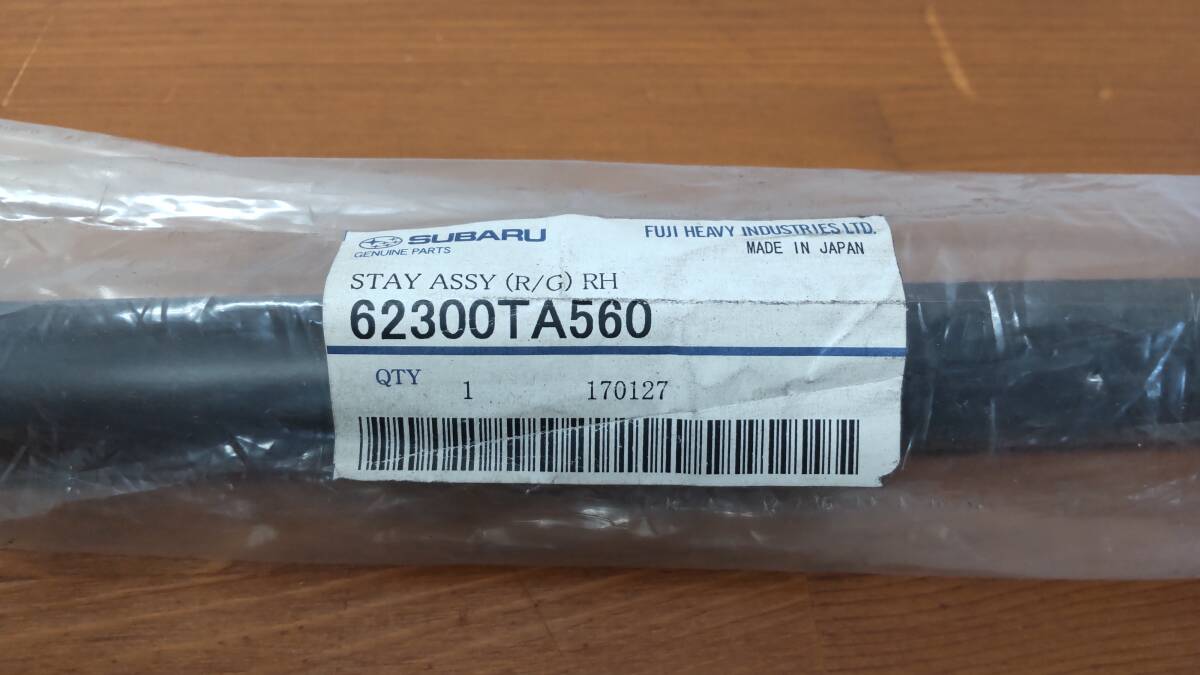 SUBARU
GENUINE PARTS
FUJI HEAVY INDUSTRIES LTD.
MADE IN JAPAN
STAY ASSY (R/G) RH
62300TA560
QTY 1 170127